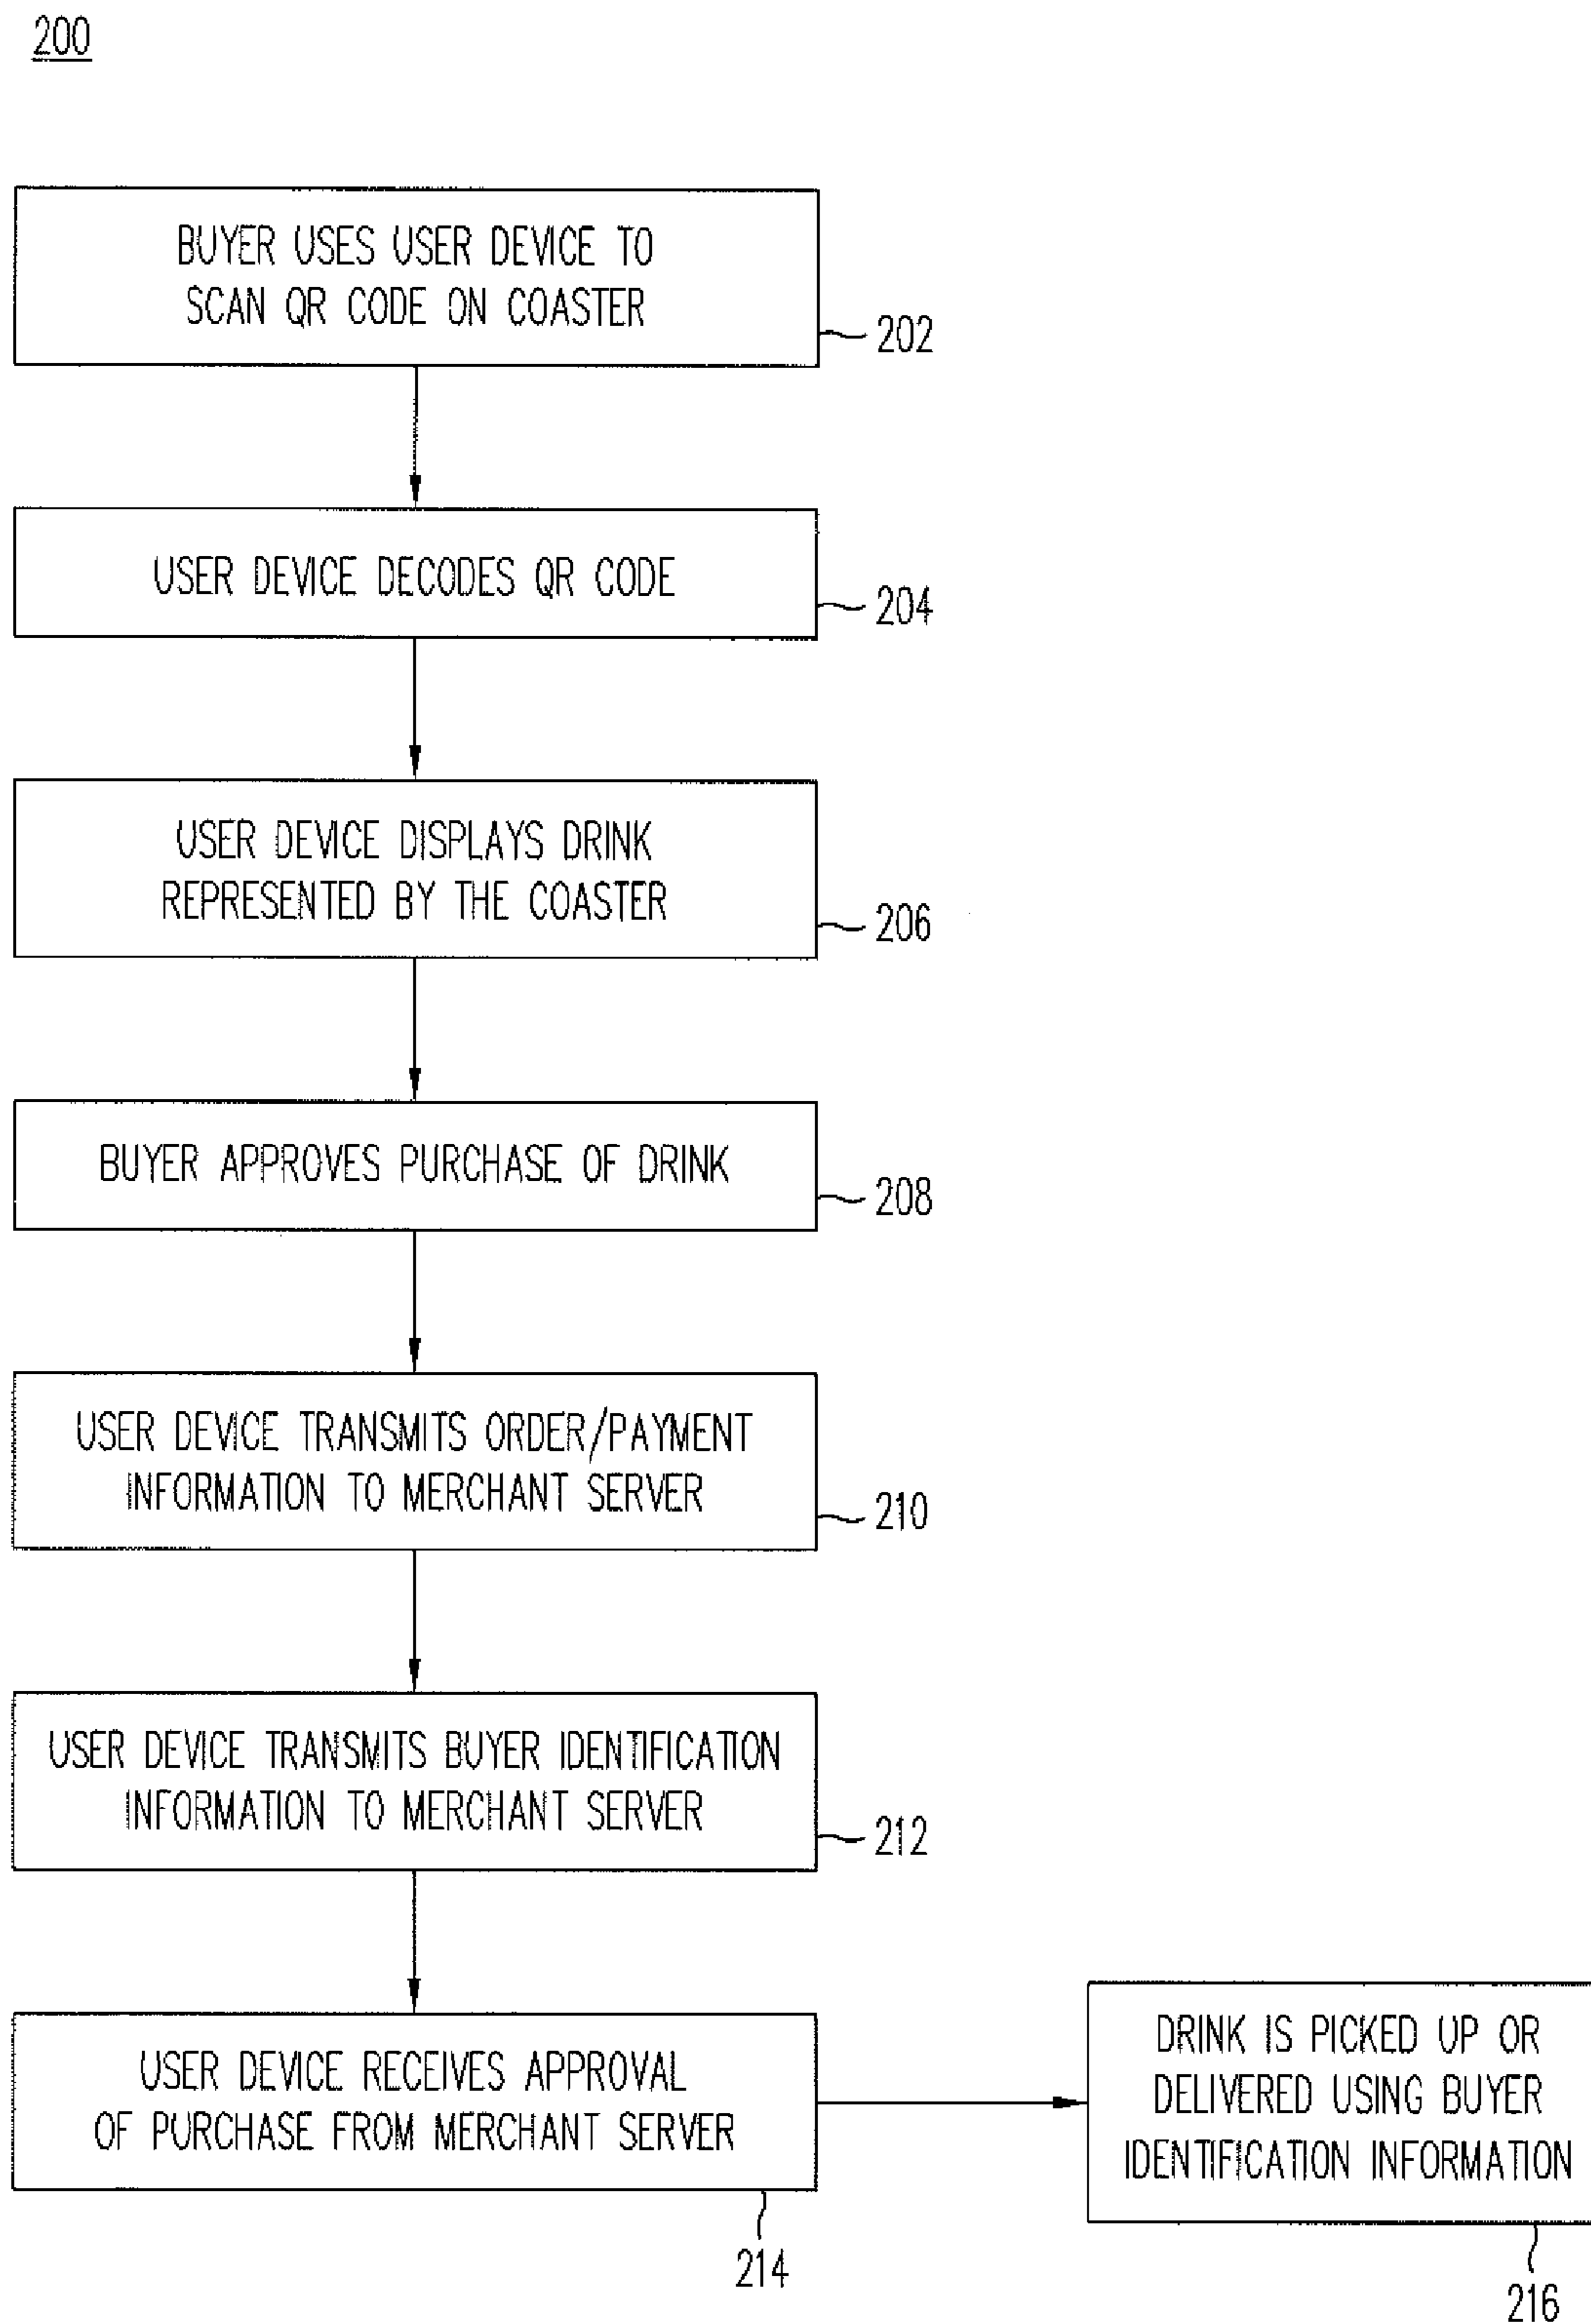 200
BUYER USES USER DEVICE TO
SCAN QR CODE ON COASTER
202
USER DEVICE DECODES QR CODE
204
USER DEVICE DISPLAYS DRINK
REPRESENTED BY THE COASTER
206
BUYER APPROVES PURCHASE OF DRINK
208
USER DEVICE TRANSMITS ORDER/PAYMENT
INFORMATION TO MERCHANT SERVER
210
USER DEVICE TRANSMITS BUYER IDENTIFICATION
INFORMATION TO MERCHANT SERVER
212
USER DEVICE RECEIVES APPROVAL
OF PURCHASE FROM MERCHANT SERVER
214
DRINK IS PICKED UP OR
DELIVERED USING BUYER
IDENTIFICATION INFORMATION
216